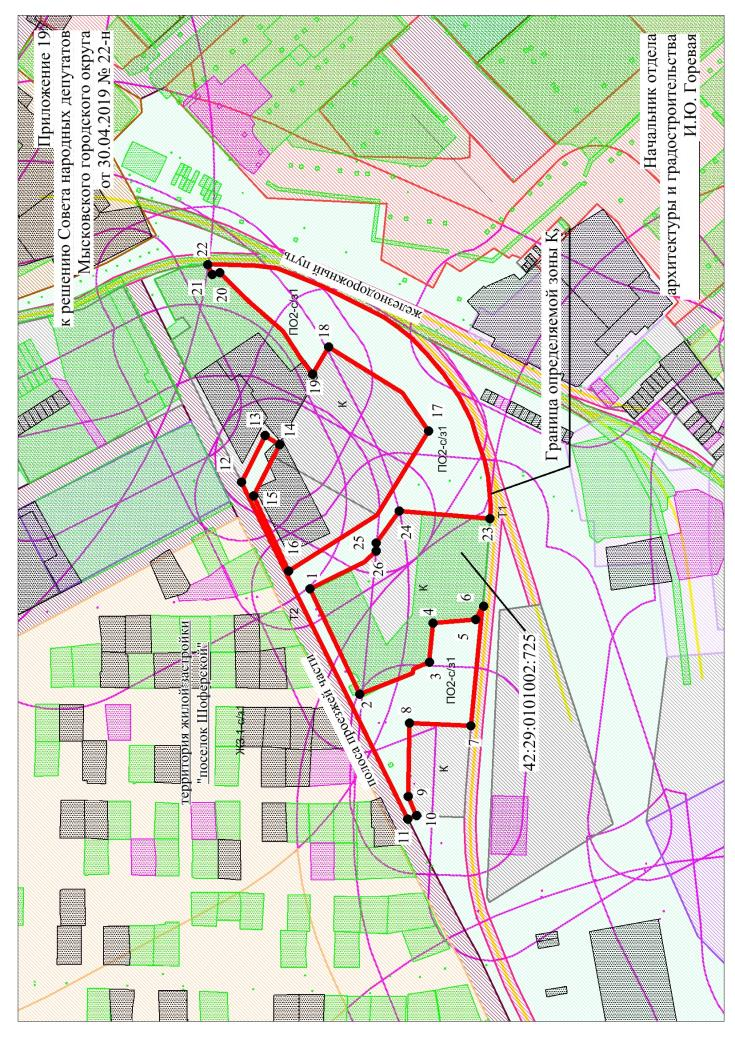 Приложение 19
к решению Совета народных депутатов
Мысковского городского округа
от 30.04.2019 № 22-н
22
21
20
ПО2-с/з1
железнодорожный путь
19
18
К
13
14
12
15
17
ПО2-с/з1
Граница определяемой зоны К,
16
25
26
24
Т1
23
1
Т2
К
4
5
6
3
ПО2-с/з1
2
территория жилой застройки
"поселок Шоферской"
ЖЗ.1-с/з1
полоса проезжей части
8
7
9
К
10
11
42:29:0101002:725
Начальник отдела
архитектуры и градостроительства
И.Ю. Горевая